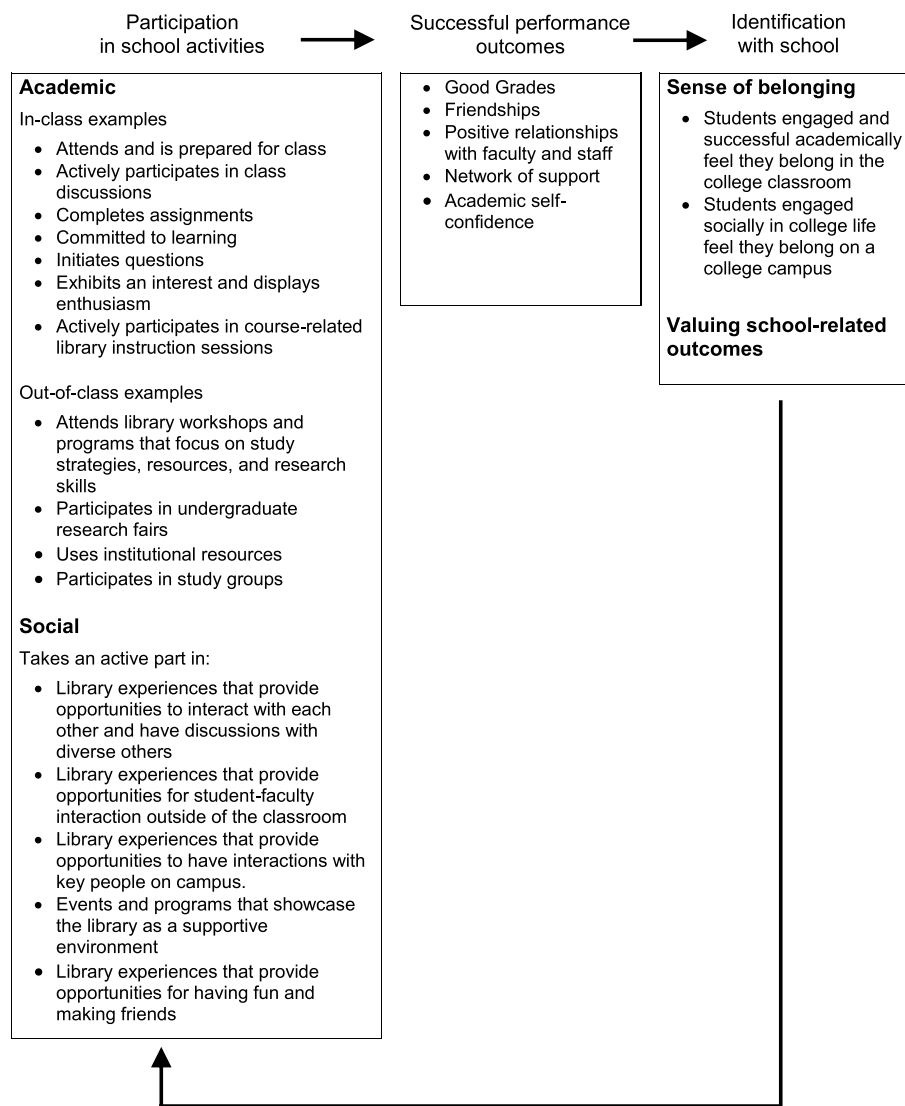 Participation
in school activities
Successful performance
outcomes
Identification
with school
Academic
In-class examples
• Attends and is prepared for class
• Actively participates in class
discussions
• Completes assignments
• Committed to learning
• Initiates questions
• Exhibits an interest and displays
enthusiasm
• Actively participates in course-related
library instruction sessions
Out-of-class examples
• Attends library workshops and
programs that focus on study
strategies, resources, and research
skills
• Participates in undergraduate
research fairs
• Uses institutional resources
• Participates in study groups
Social
Takes an active part in:
• Library experiences that provide
opportunities to interact with each
other and have discussions with
diverse others
• Library experiences that provide
opportunities for student-faculty
interaction outside of the classroom
• Library experiences that provide
opportunities to have interactions with
key people on campus.
• Events and programs that showcase
the library as a supportive
environment
• Library experiences that provide
opportunities for having fun and
making friends
• Good Grades
• Friendships
• Positive relationships
with faculty and staff
• Network of support
• Academic self-
confidence
Sense of belonging
• Students engaged and
successful academically
feel they belong in the
college classroom
• Students engaged
socially in college life
feel they belong on a
college campus
Valuing school-related
outcomes